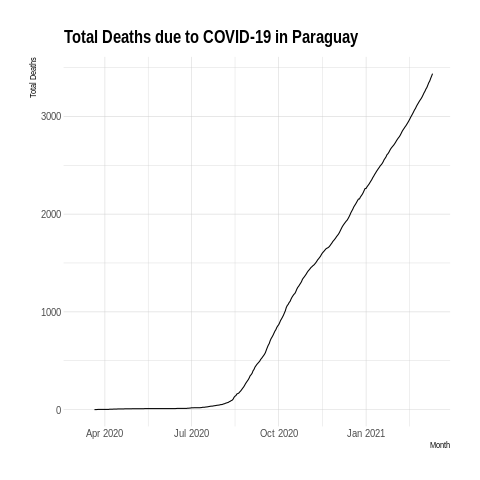 Total Deaths due to COVID-19 in Paraguay
Total Deaths
3000
2000
1000
0
Apr 2020 Jul 2020 Oct 2020 Jan 2021
Month